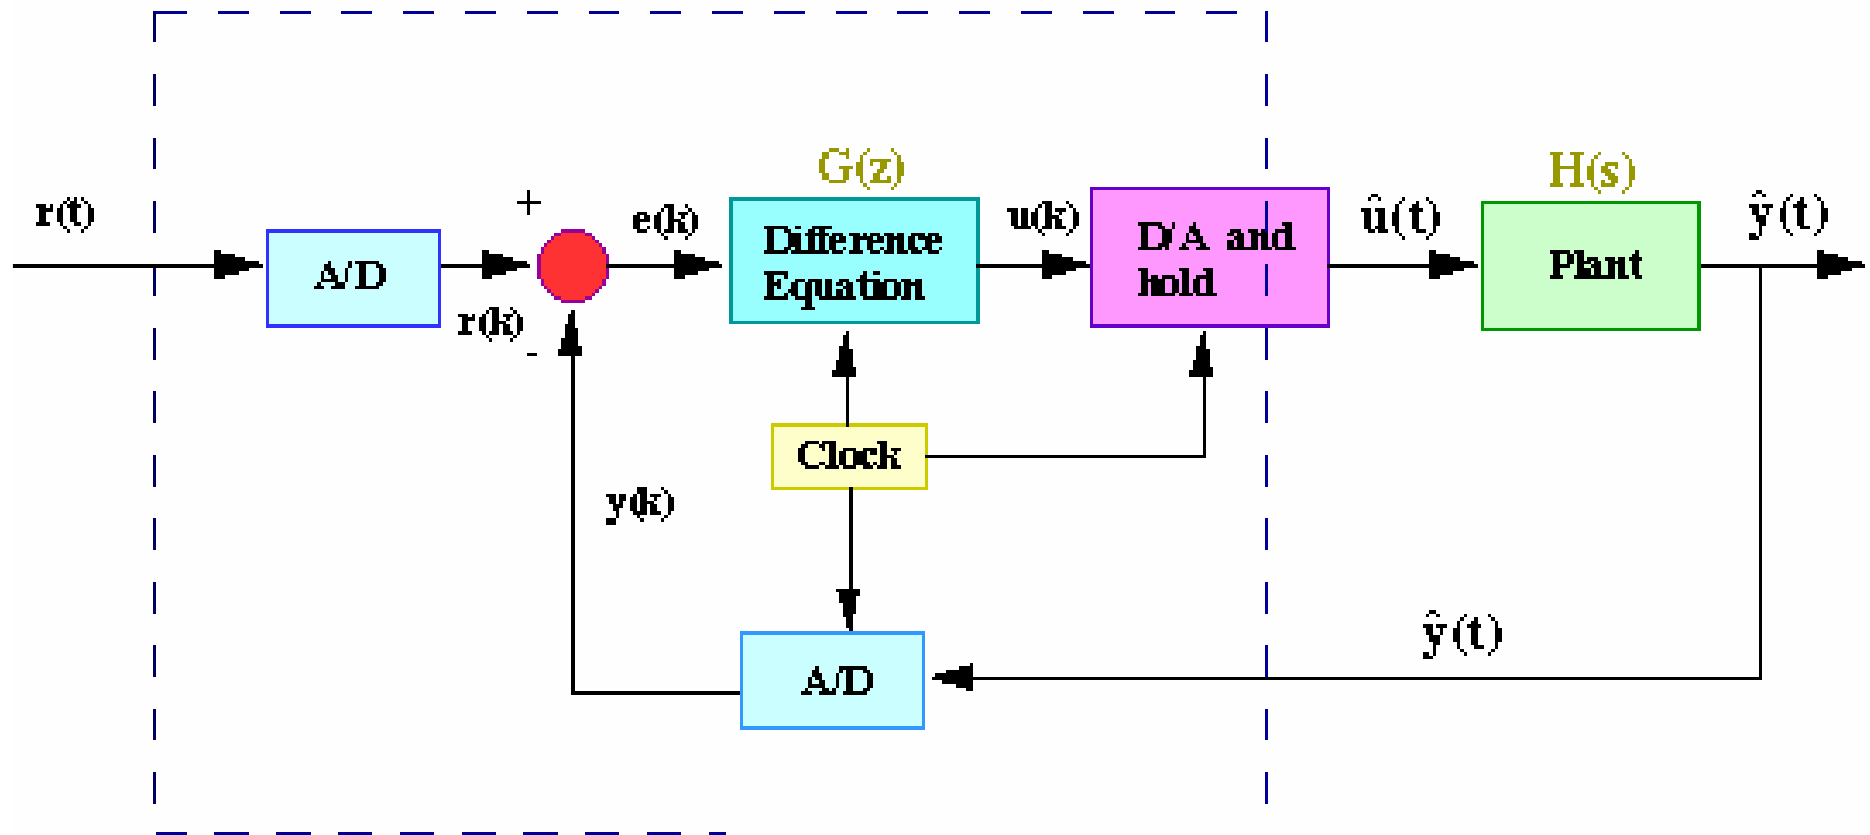 G(z)
H(s)
r(t)
+
e(k)
u(k)
û(t)
ŷ(t)
A/D
Difference
Equation
D/A and
hold
Plant
r(k)
-
Clock
y(k)
ŷ(t)
A/D